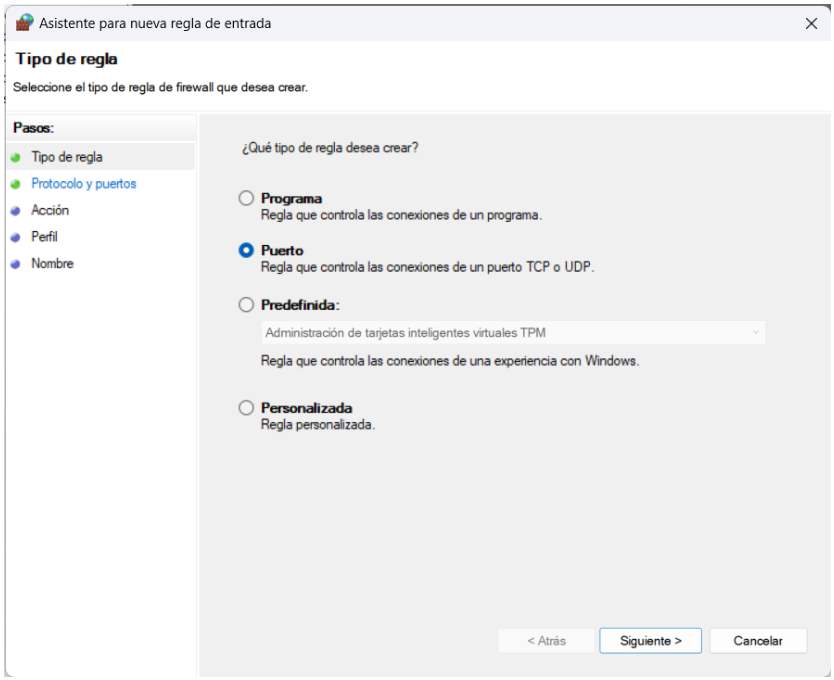 Asistente para nueva regla de entrada
Tipo de regla
Seleccione el tipo de regla de firewall que desea crear.
Pasos:
Tipo de regla
Protocolo y puertos
Acción
Perfil
Nombre
¿Qué tipo de regla desea crear?
Programa
Regla que controla las conexiones de un programa.
Puerto
Regla que controla las conexiones de un puerto TCP o UDP.
Predefinida:
Administración de tarjetas inteligentes virtuales TPM
Regla que controla las conexiones de una experiencia con Windows.
Personalizada
Regla personalizada.
< Atrás
Siguiente >
Cancelar